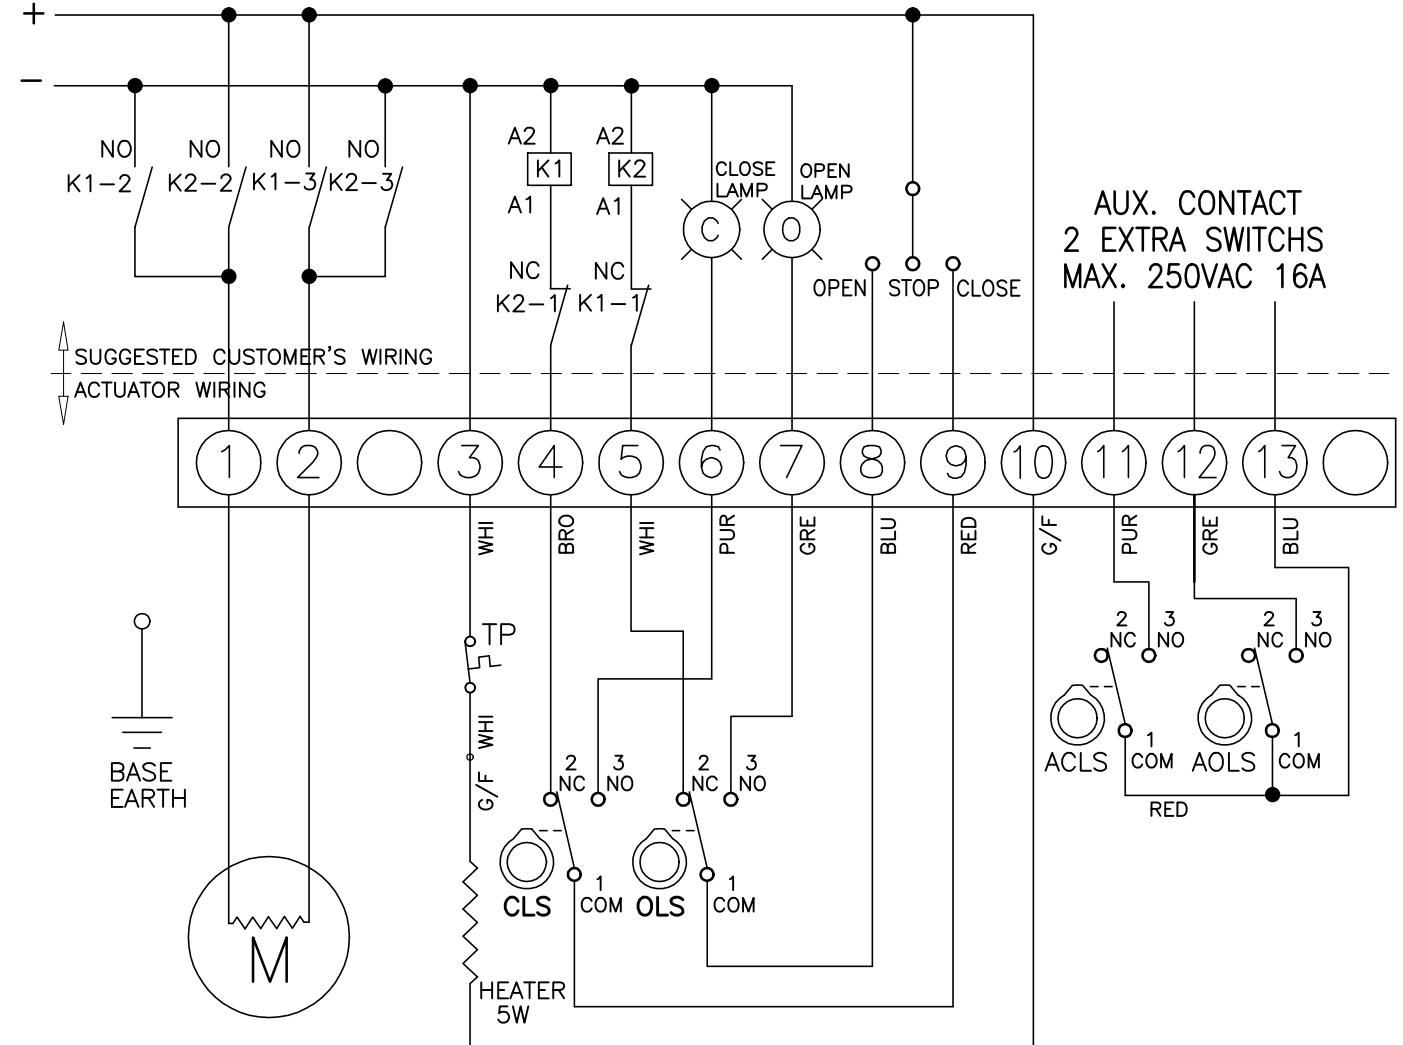 +
−
NO
K1-2
NO
K2-2
NO
K1-3
NO
K2-3
A2
K1
A1
A2
K2
A1
NC
K2-1
NC
K1-1
CLOSE
LAMP
C
OPEN
LAMP
O
OPEN
STOP
CLOSE
AUX. CONTACT
2 EXTRA SWITCHS
MAX. 250VAC 16A
SUGGESTED CUSTOMER'S WIRING
ACTUATOR WIRING
1 2 3 4 5 6 7 8 9 10 11 12 13
WHI
BRO
WHI
PUR
GRE
BLU
RED
G/F
PUR
GRE
BLU
TP
WHI
G/F
BASE
EARTH
M
HEATER
5W
2
NC
3
NO
CLS
1
COM
2
NC
3
NO
OLS
1
COM
2
NC
3
NO
ACLS
1
COM
2
NC
3
NO
AOLS
1
COM
RED